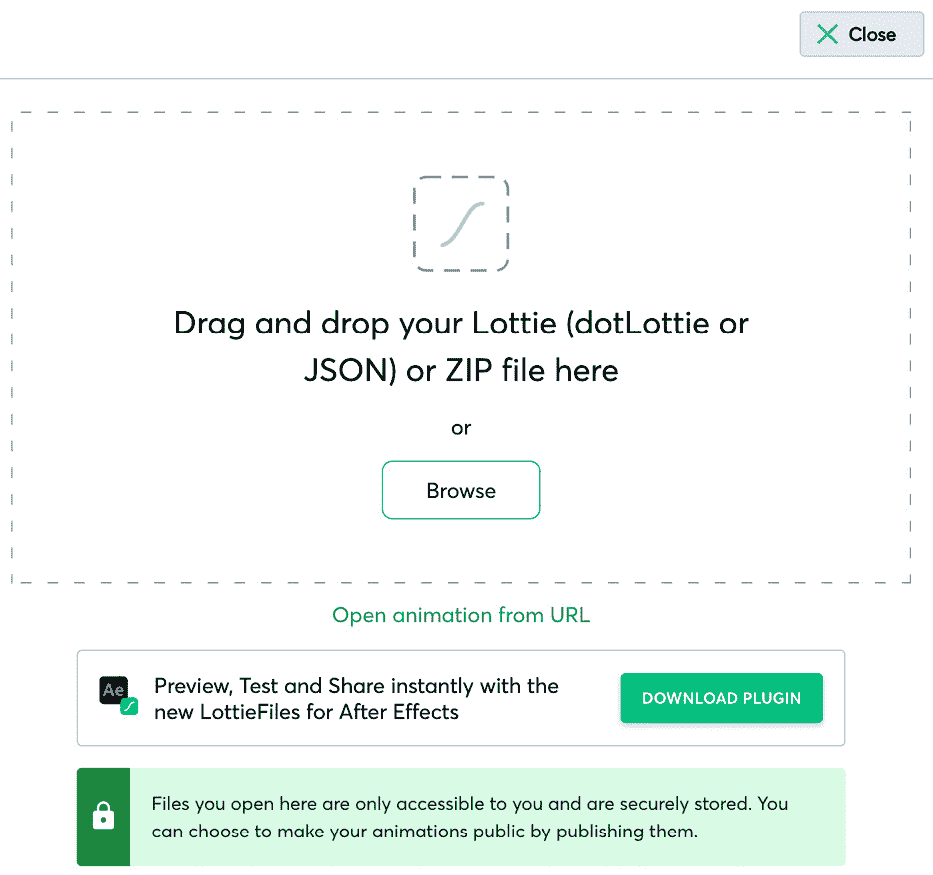 Close
Drag and drop your Lottie (dotLottie or
JSON) or ZIP file here
or
Browse
Open animation from URL
Ae
Preview, Test and Share instantly with the
new LottieFiles for After Effects
DOWNLOAD PLUGIN
Files you open here are only accessible to you and are securely stored. You
can choose to make your animations public by publishing them.